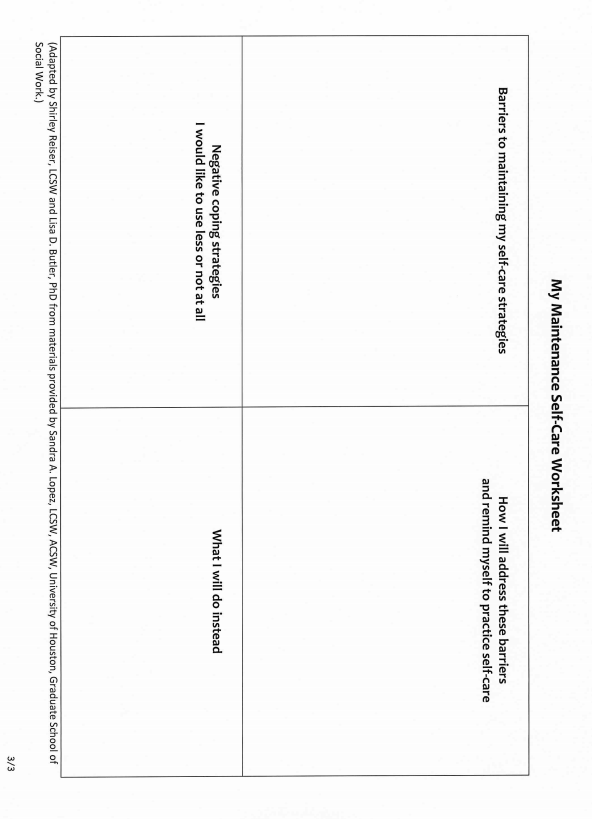 My Maintenance Self-Care Worksheet
Barriers to maintaining my self-care strategies
How I will address these barriers
and remind myself to practice self-care
Negative coping strategies
I would like to use less or not at all
What I will do instead
(Adapted by Shirley Reiser, LCSW and Lisa D. Butler, PhD from materials provided by Sandra A. Lopez, LCSW, ACSW, University of Houston, Graduate School of
Social Work.)
3/3